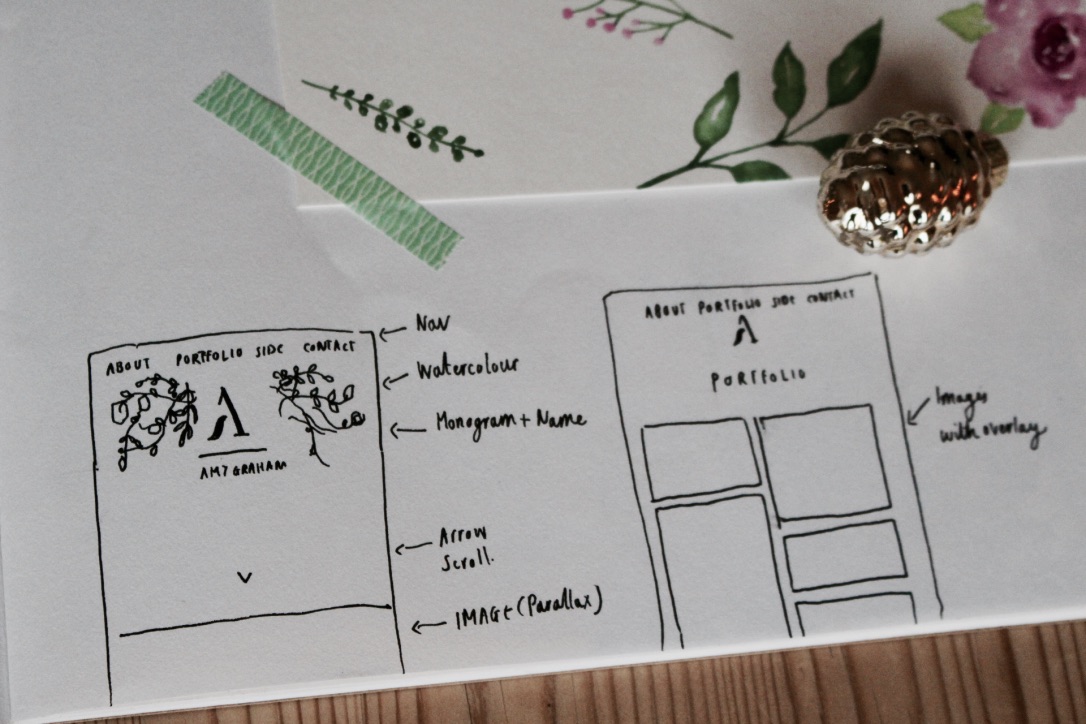 ABOUT PORTFOLIO SIDE CONTACT
A
AMY GRAHAM
Nav
Watercolour
Monogram + Name
Arrow
Scroll.
IMAGE (Parallax)
ABOUT PORTFOLIO SIDE CONTACT
A
PORTFOLIO
Images
with overlay